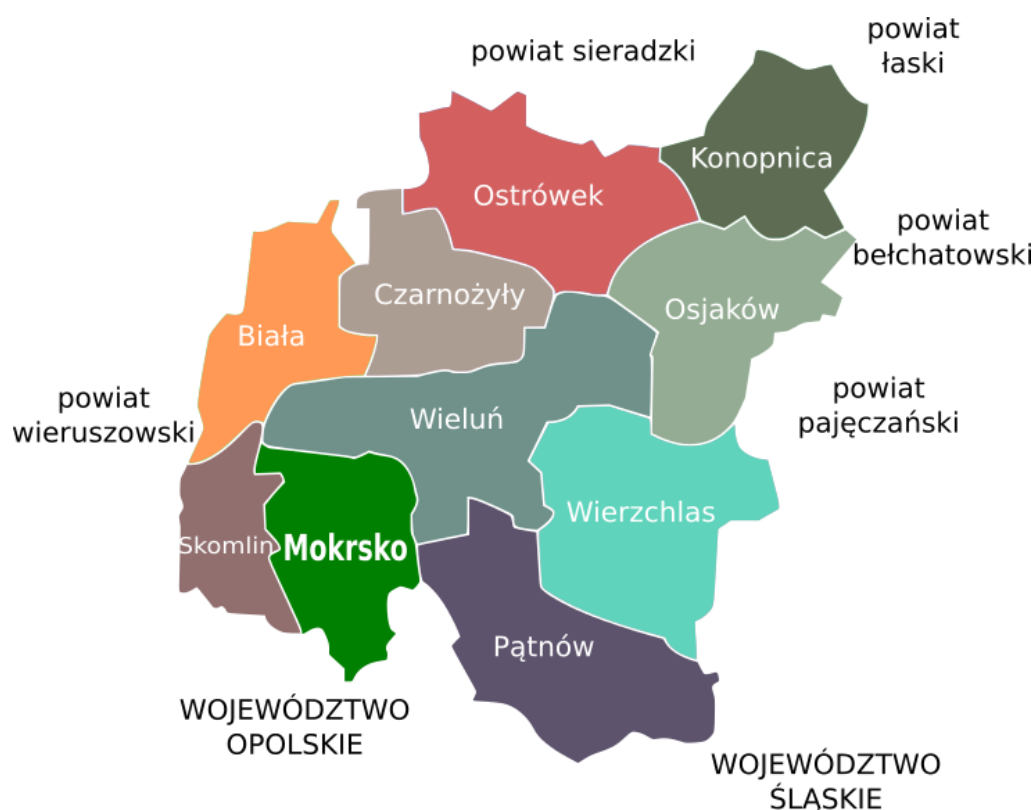 powiat
łaski
powiat sieradzki
Konopnica
Ostrówek
powiat
bełchatowski
Czarnożyły
Osjaków
Biała
powiat
wieruszowski
powiat
pajęczański
Wieluń
Wierzchlas
Skomlin
Mokrsko
Pątnów
WOJEWÓDZTWO
OPOLSKIE
WOJEWÓDZTWO
ŚLĄSKIE